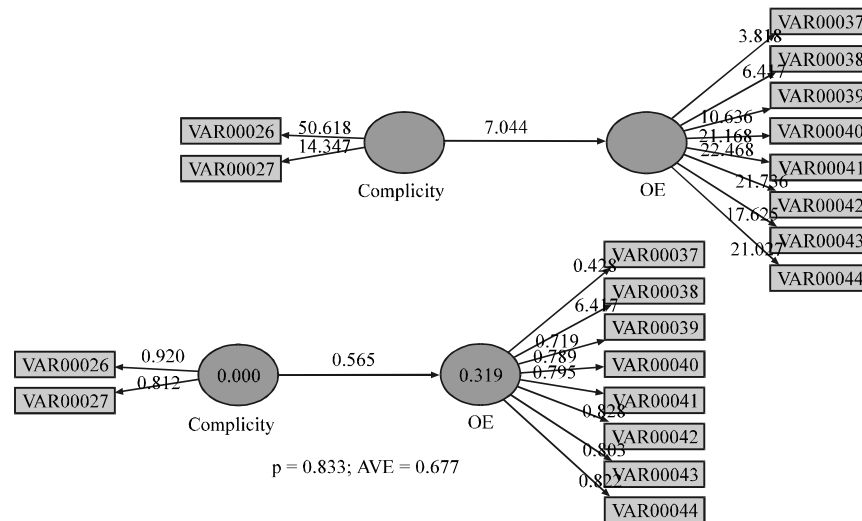 VAR00037
3.818
VAR00038
6.417
VAR00039
10.636
VAR00026
50.618
7.044
21.168
VAR00040
14.347
22.468
VAR00027
VAR00041
Complicity
OE
21.736
VAR00042
17.625
VAR00043
21.027
VAR00044
VAR00037
0.428
VAR00038
6.417
VAR00039
0.719
VAR00026
0.920
0.565
0.789
VAR00040
0.000
0.319
0.795
VAR00027
0.812
VAR00041
Complicity
OE
0.828
VAR00042
0.803
p = 0.833; AVE = 0.677
VAR00043
0.822
VAR00044